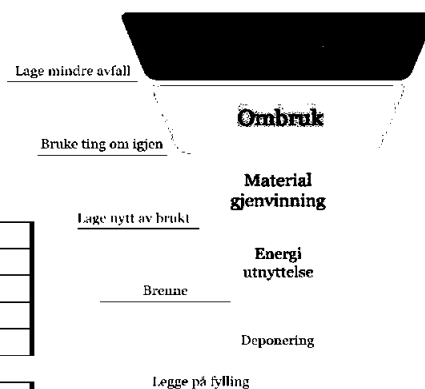 Lage mindre avfall
Ombruk
Bruke ting om igjen
Material
gjenvinning
Lage nytt av brukt
Energi
utnyttelse
Brenne
Deponering
Legge på fylling